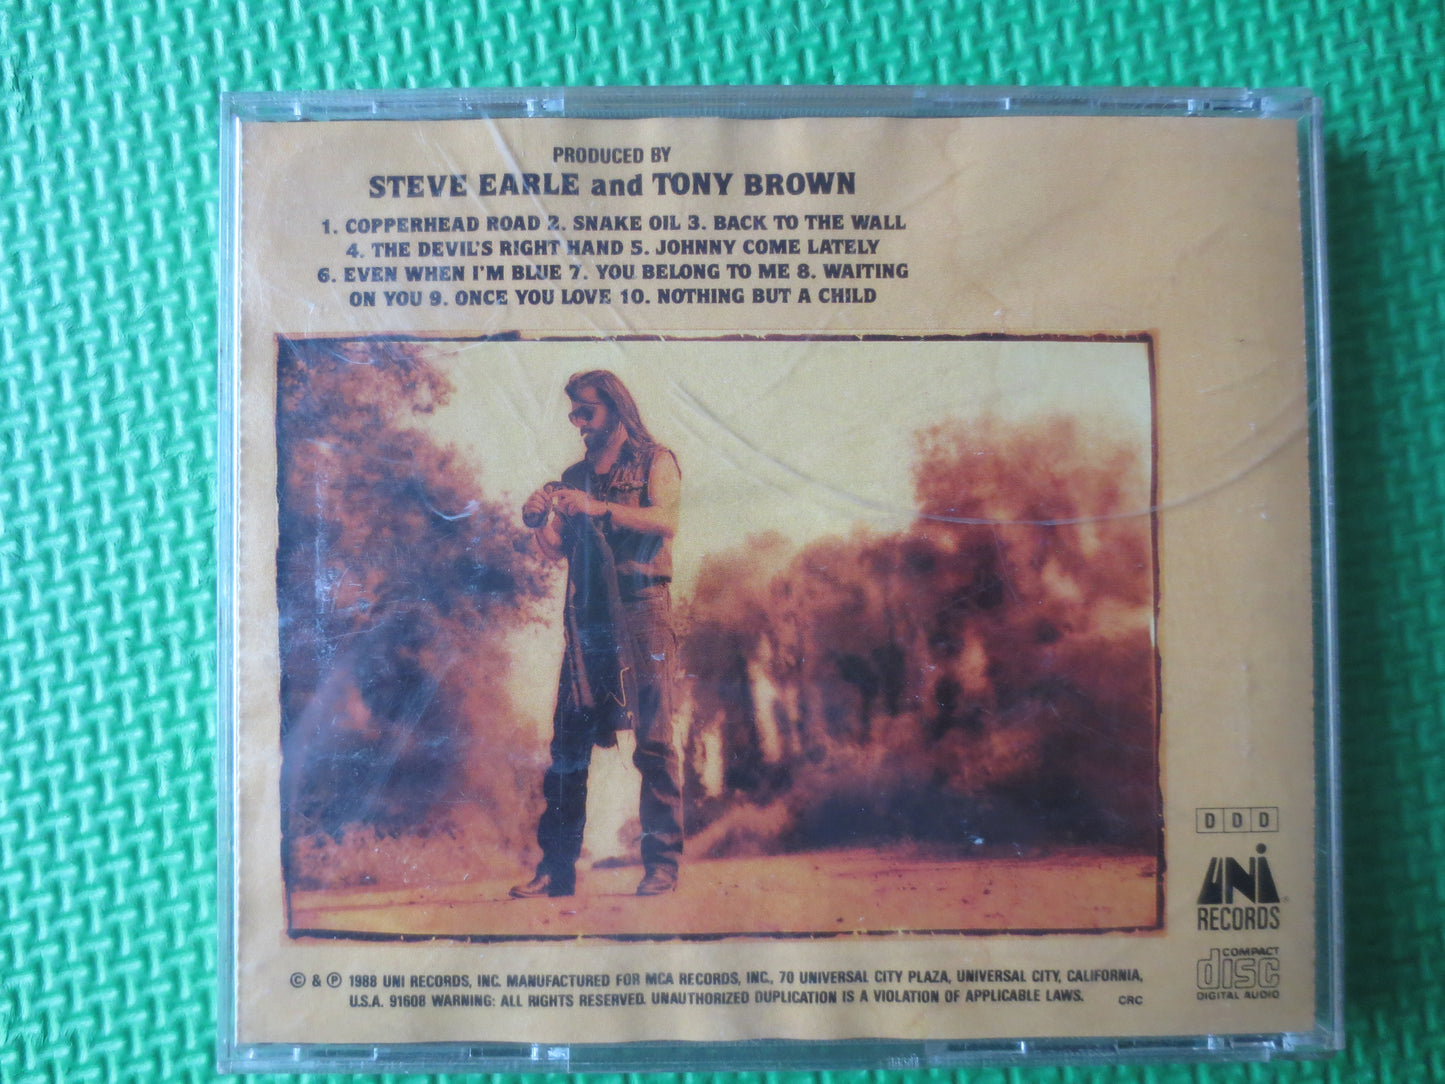 PRODUCED BY
STEVE EARLE and TONY BROWN
1. COPPERHEAD ROAD 2. SNAKE OIL 3. BACK TO THE WALL
4. THE DEVIL'S RIGHT HAND 5. JOHNNY COME LATELY
6. EVEN WHEN I'M BLUE 7. YOU BELONG TO ME 8. WAITING
ON YOU 9. ONCE YOU LOVE 10. NOTHING BUT A CHILD
D D D
UNI
RECORDS
© & ℗ 1988 UNI RECORDS, INC. MANUFACTURED FOR MCA RECORDS, INC., 70 UNIVERSAL CITY PLAZA, UNIVERSAL CITY, CALIFORNIA,
U.S.A. 91608 WARNING: ALL RIGHTS RESERVED. UNAUTHORIZED DUPLICATION IS A VIOLATION OF APPLICABLE LAWS.
CRC
COMPACT
disc
DIGITAL AUDIO